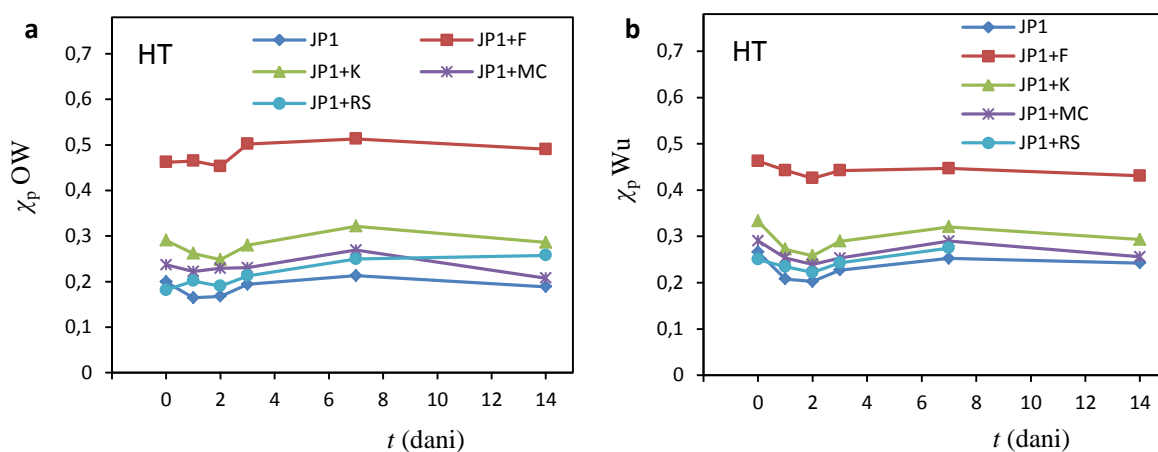 a
HT
JP1
JP1+F
JP1+K
JP1+MC
JP1+RS
χp OW
0,7
0,6
0,5
0,4
0,3
0,2
0,1
0
0 2 4 6 8 10 12 14
t (dani)
b
HT
JP1
JP1+F
JP1+K
JP1+MC
JP1+RS
χp Wu
0,7
0,6
0,5
0,4
0,3
0,2
0,1
0
0 2 4 6 8 10 12 14
t (dani)